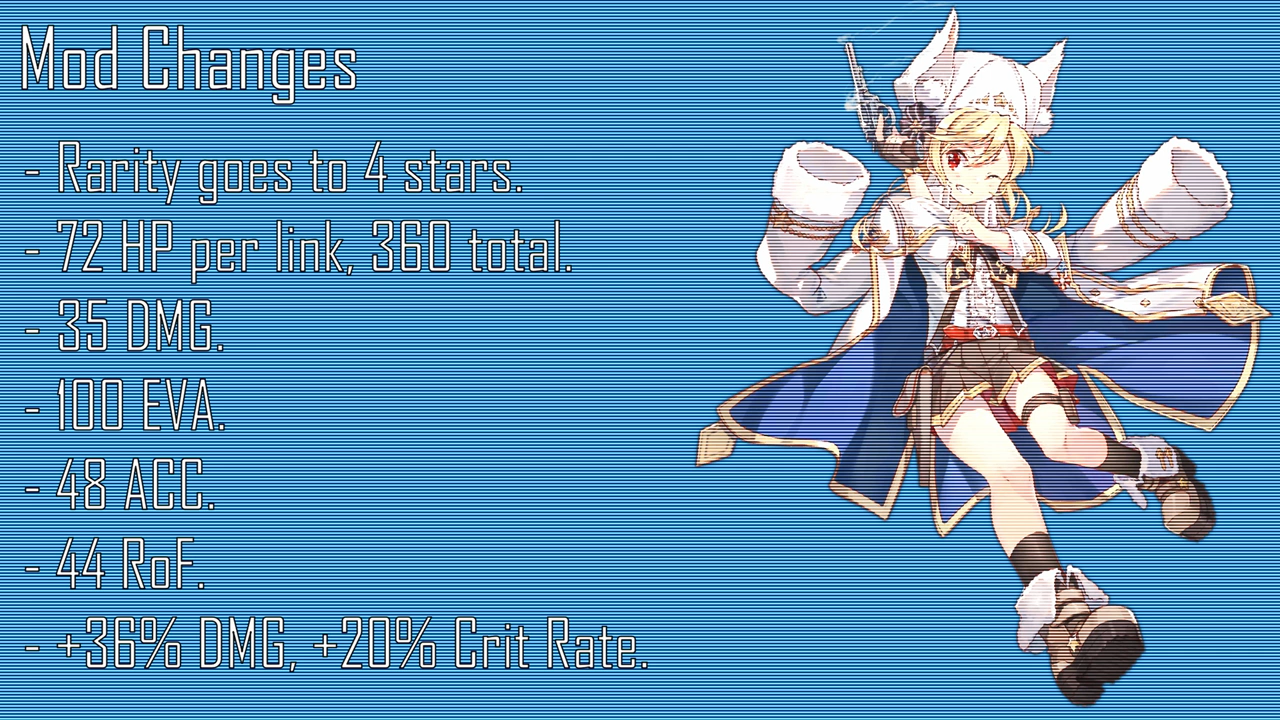 Mod Changes
- Rarity goes to 4 stars.
- 72 HP per link, 360 total.
- 35 DMG.
- 100 EVA.
- 48 ACC.
- 44 RoF.
- +36% DMG, +20% Crit Rate.